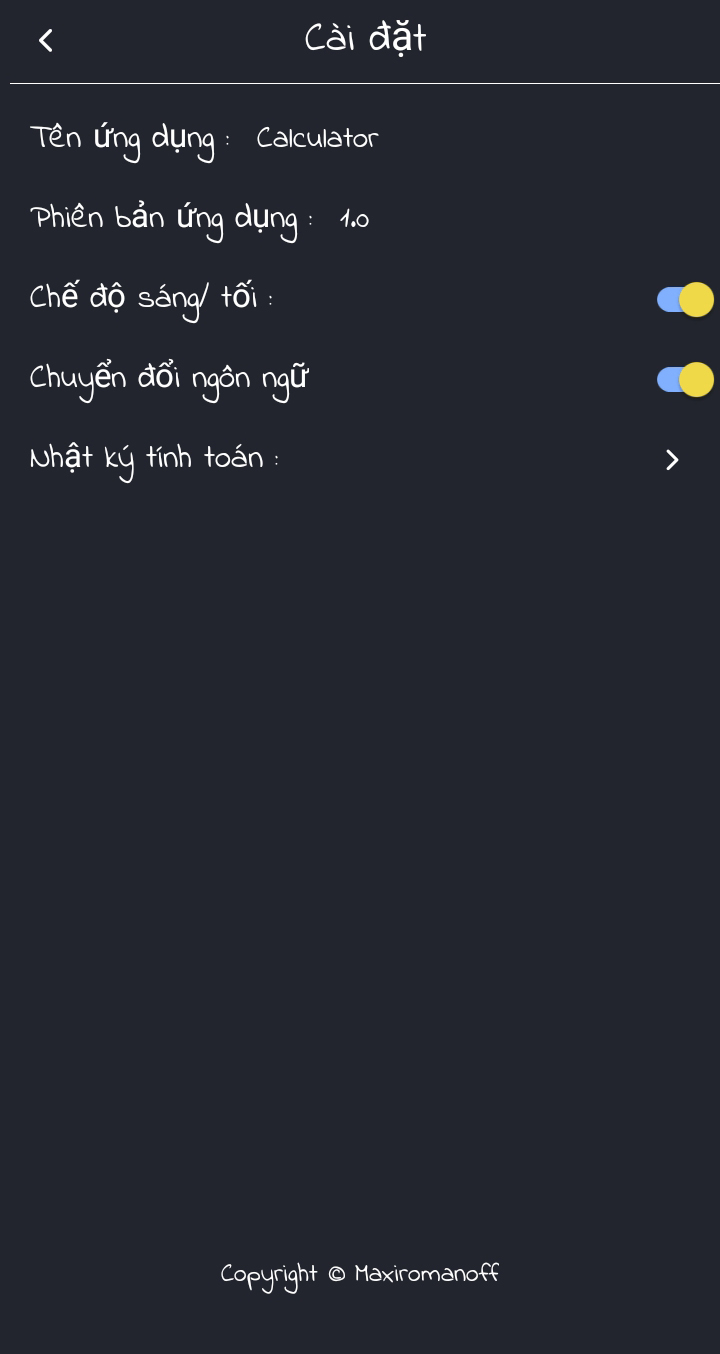 Cài đặt
Tên ứng dụng : Calculator
Phiên bản ứng dụng : 1.0
Chế độ sáng/ tối :
Chuyển đổi ngôn ngữ
Nhật ký tính toán :
Copyright © Maxiromanoff